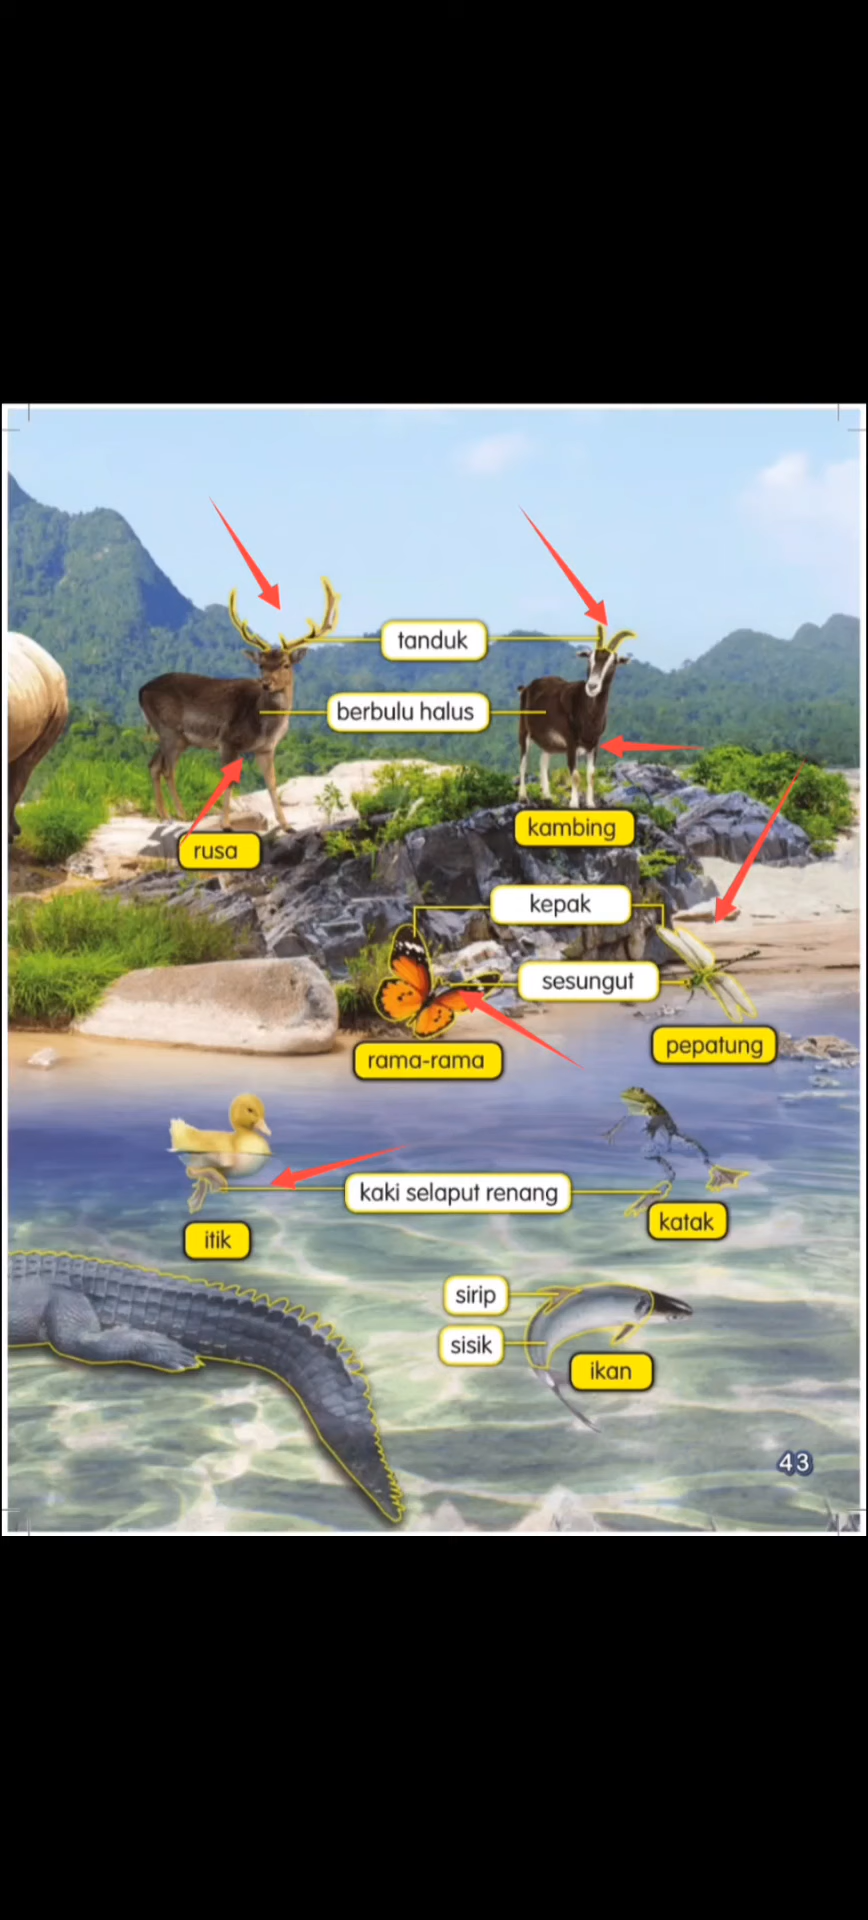 tanduk
berbulu halus
rusa
kambing
kepak
sesungut
rama-rama
pepatung
kaki selaput renang
itik
katak
sirip
sisik
ikan
43